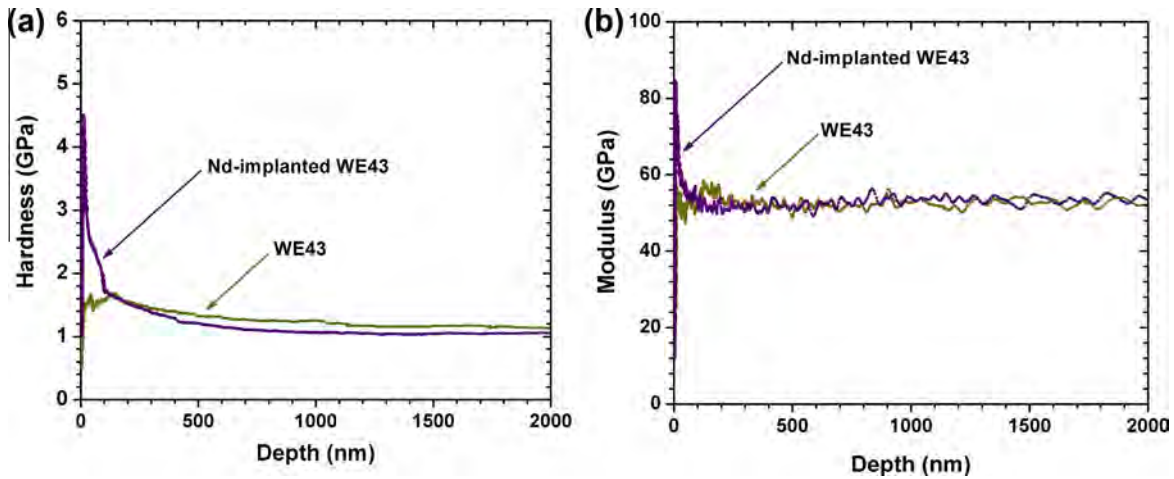 (a)
6
5
4
3
2
1
0
Hardness (GPa)
Nd-implanted WE43
WE43
0 500 1000 1500 2000
Depth (nm)
(b)
100
80
60
40
20
0
Modulus (GPa)
Nd-implanted WE43
WE43
0 500 1000 1500 2000
Depth (nm)